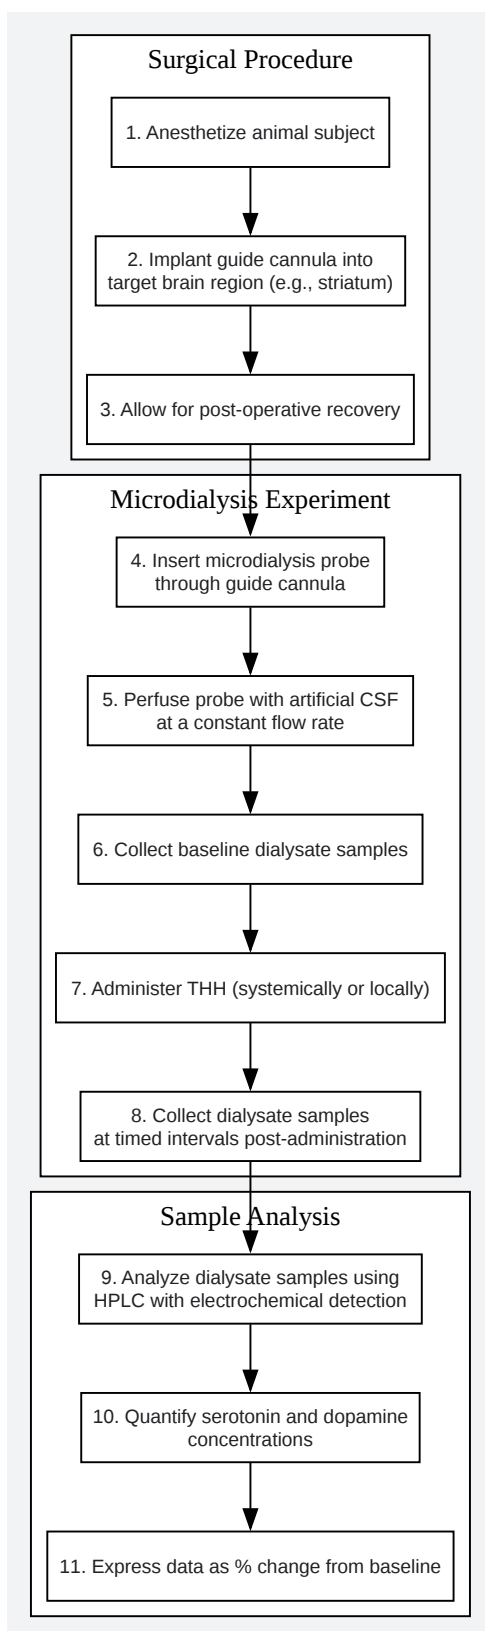 Surgical Procedure
1. Anesthetize animal subject
2. Implant guide cannula into
target brain region (e.g., striatum)
3. Allow for post-operative recovery
Microdialysis Experiment
4. Insert microdialysis probe
through guide cannula
5. Perfuse probe with artificial CSF
at a constant flow rate
6. Collect baseline dialysate samples
7. Administer THH (systemically or locally)
8. Collect dialysate samples
at timed intervals post-administration
Sample Analysis
9. Analyze dialysate samples using
HPLC with electrochemical detection
10. Quantify serotonin and dopamine
concentrations
11. Express data as % change from baseline